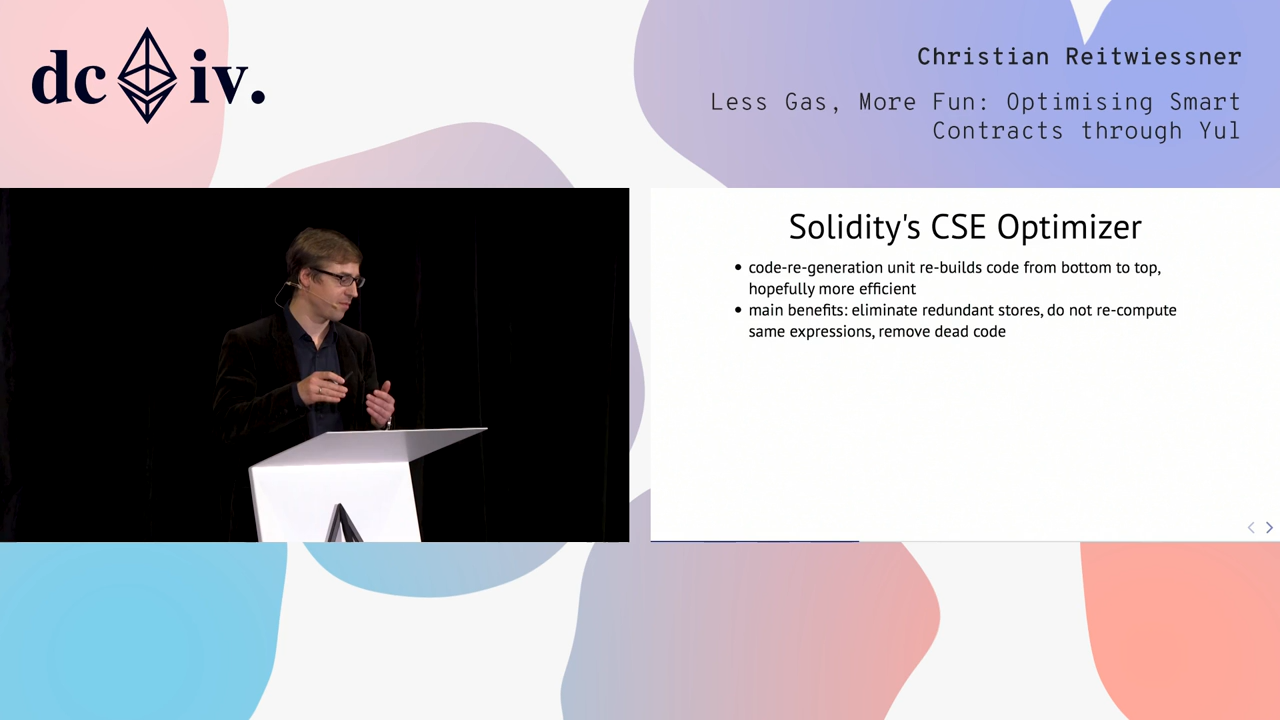 dc iv.
Christian Reitwiessner
Less Gas, More Fun: Optimising Smart
Contracts through Yul
Solidity's CSE Optimizer
• code-re-generation unit re-builds code from bottom to top,
hopefully more efficient
• main benefits: eliminate redundant stores, do not re-compute
same expressions, remove dead code